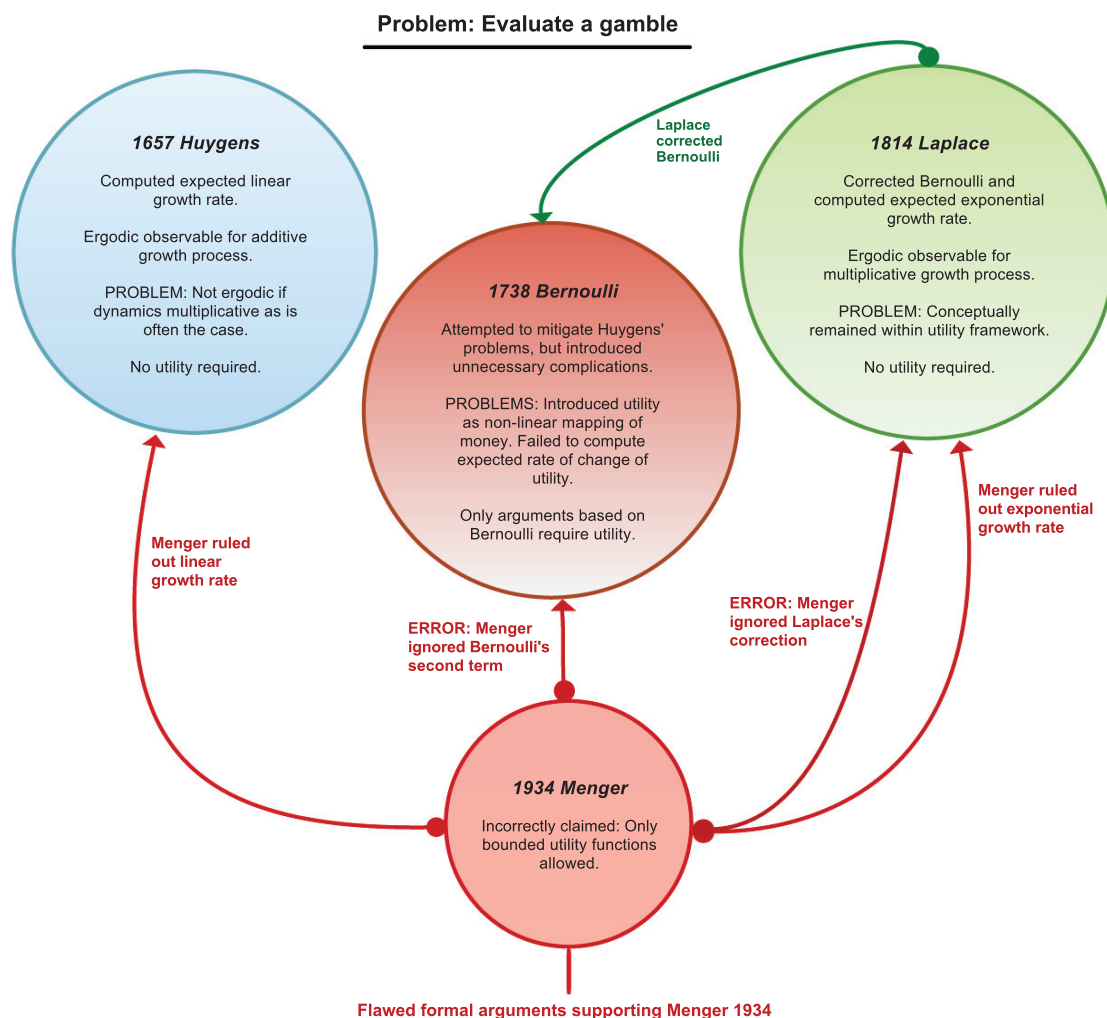 Problem: Evaluate a gamble
1657 Huygens
Computed expected linear
growth rate.
Ergodic observable for additive
growth process.
PROBLEM: Not ergodic if
dynamics multiplicative as is
often the case.
No utility required.
Laplace
corrected
Bernoulli
1814 Laplace
Corrected Bernoulli and
computed expected exponential
growth rate.
Ergodic observable for
multiplicative growth process.
PROBLEM: Conceptually
remained within utility framework.
No utility required.
1738 Bernoulli
Attempted to mitigate Huygens'
problems, but introduced
unnecessary complications.
PROBLEMS: Introduced utility
as non-linear mapping of
money. Failed to compute
expected rate of change of
utility.
Only arguments based on
Bernoulli require utility.
Menger ruled
out linear
growth rate
ERROR: Menger
ignored Bernoulli's
second term
ERROR: Menger
ignored Laplace's
correction
Menger ruled
out exponential
growth rate
1934 Menger
Incorrectly claimed: Only
bounded utility functions
allowed.
Flawed formal arguments supporting Menger 1934